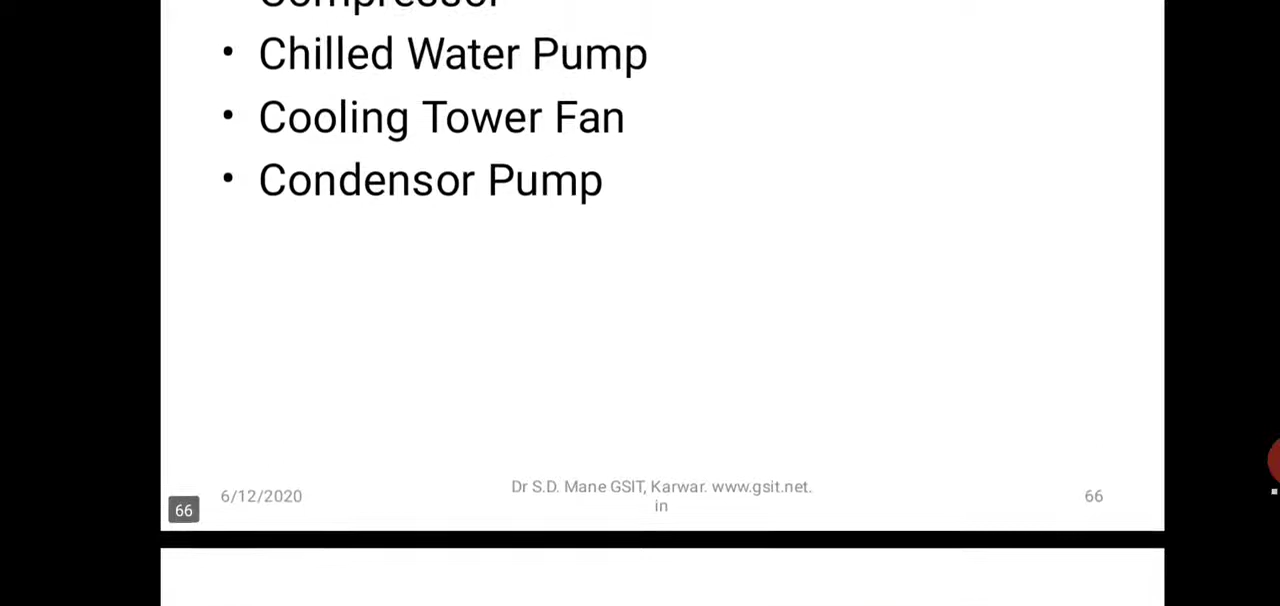 Compressor
• Chilled Water Pump
• Cooling Tower Fan
• Condensor Pump
6/12/2020
Dr S.D. Mane GSIT, Karwar. www.gsit.net.
in
66
66